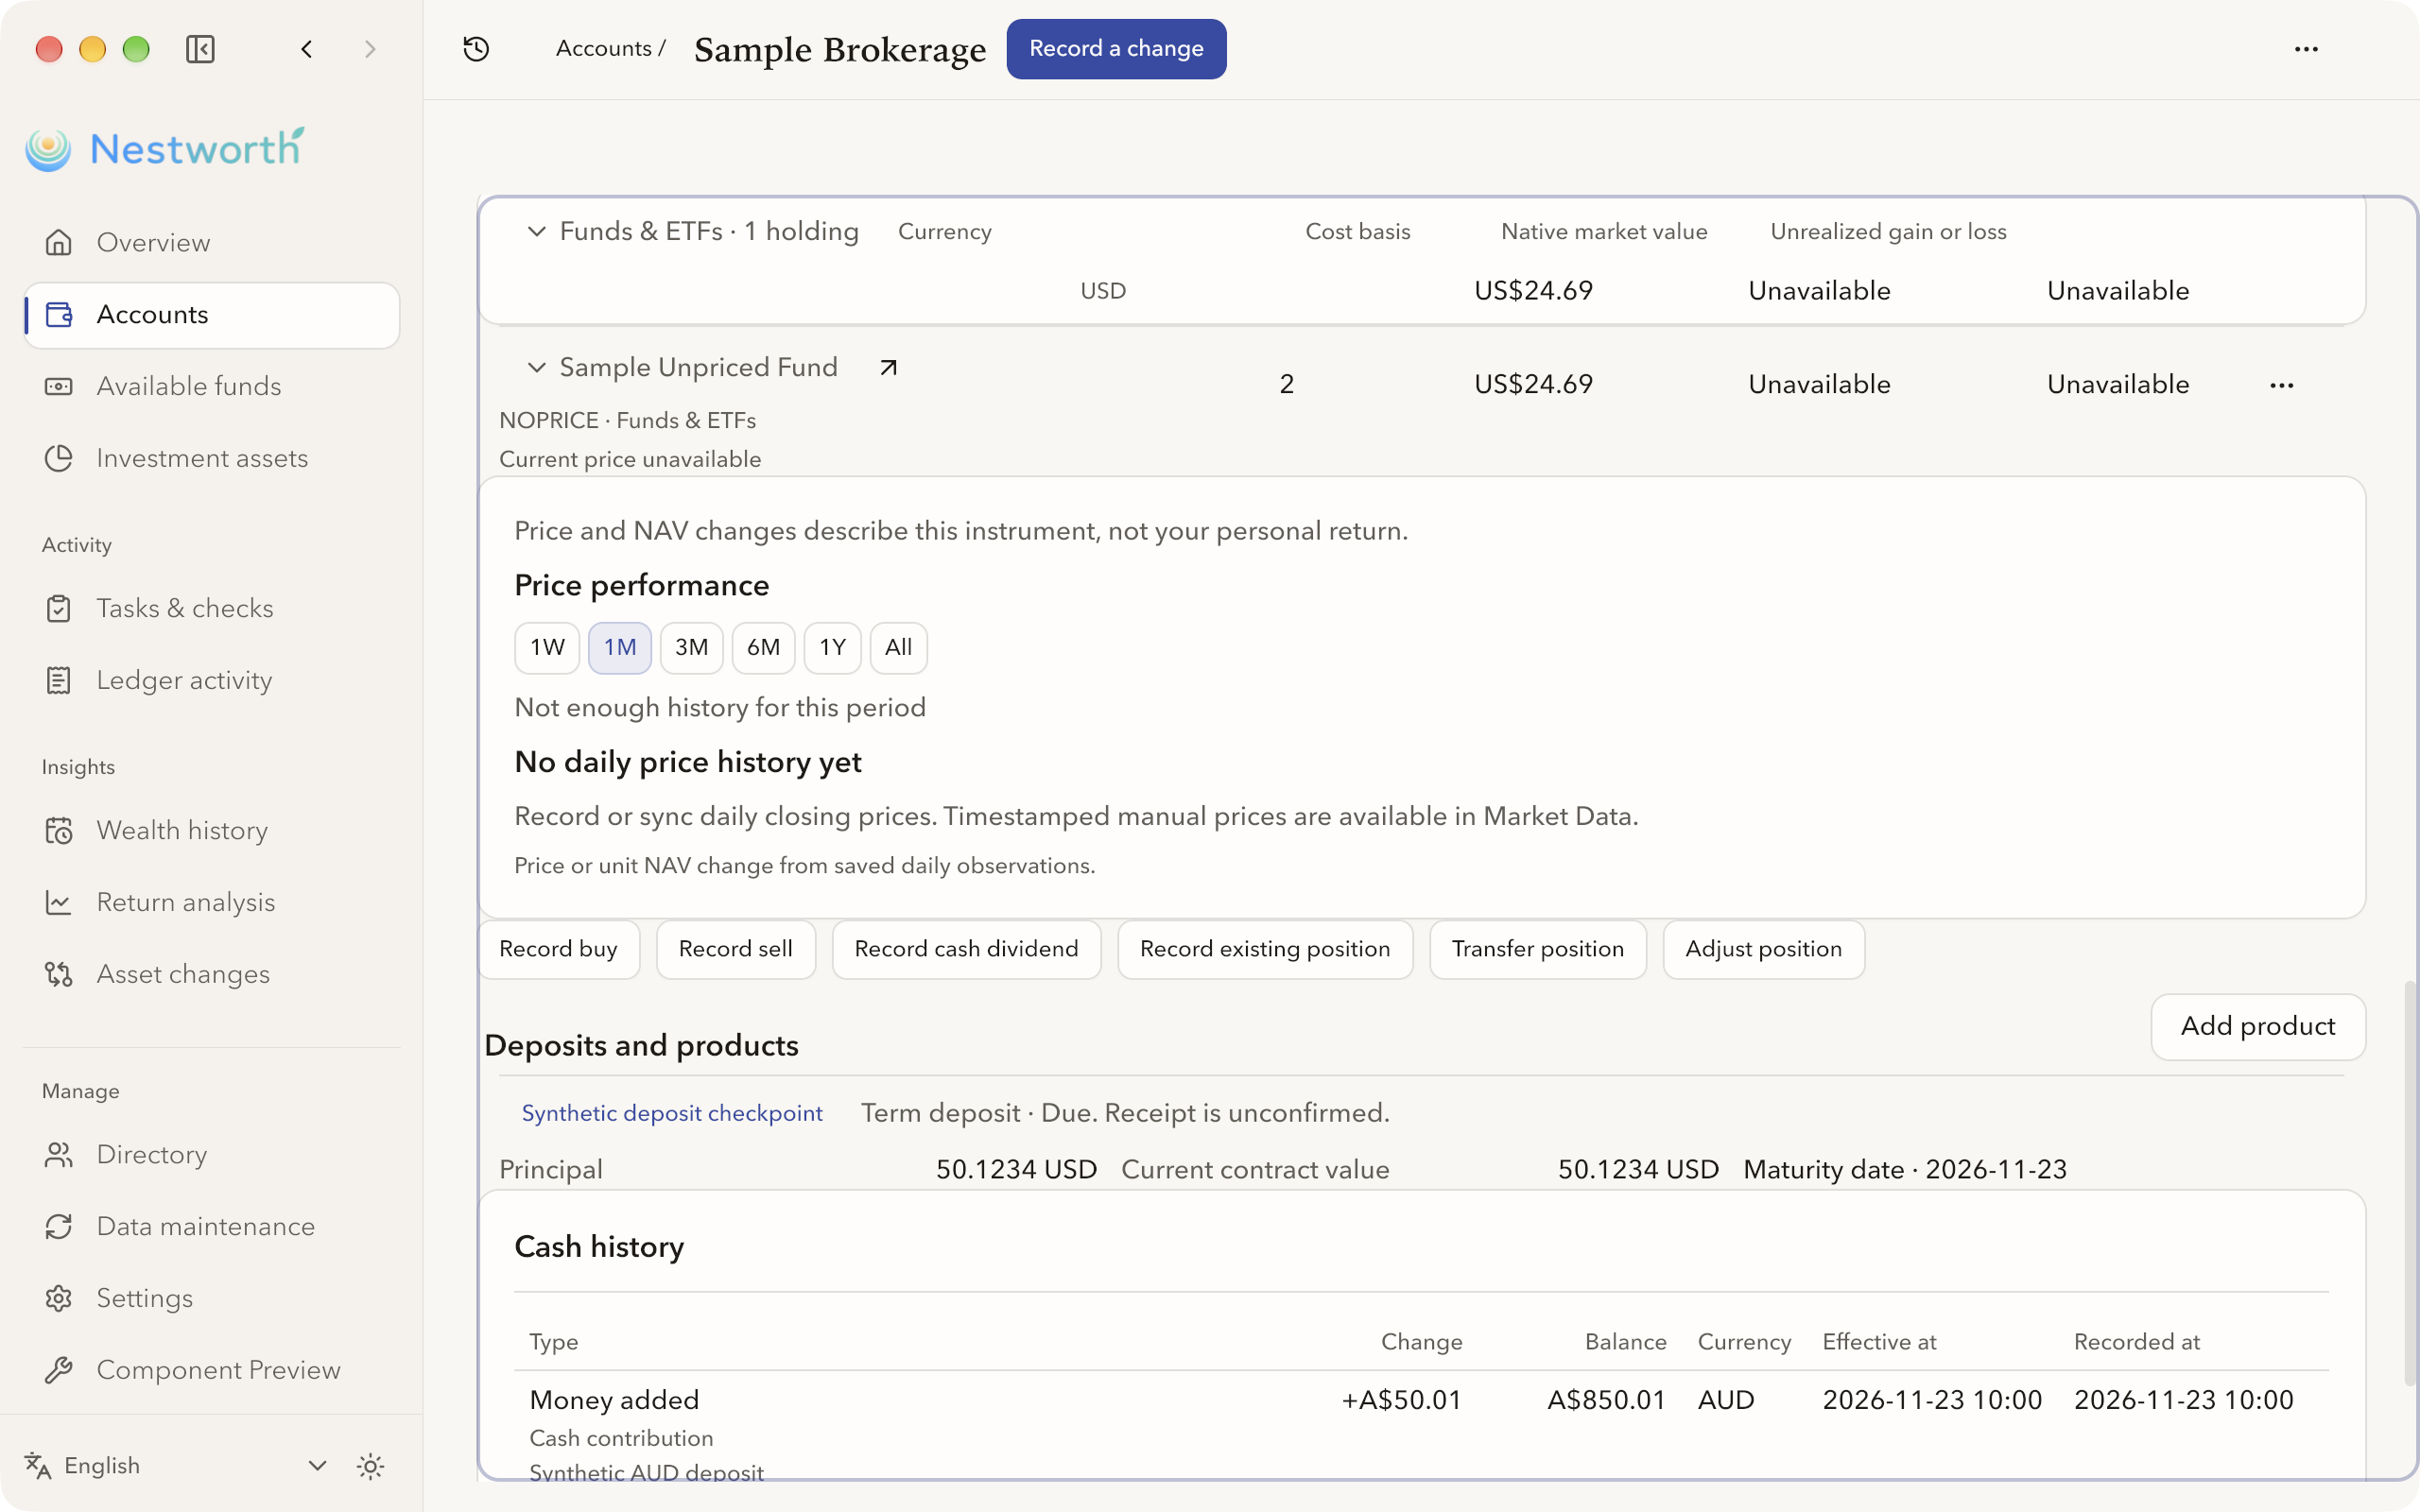 Accounts / Sample Brokerage Record a change
Nestworth
Overview
Accounts
Available funds
Investment assets
Activity
Tasks & checks
Ledger activity
Insights
Wealth history
Return analysis
Asset changes
Manage
Directory
Data maintenance
Settings
Component Preview
English
Funds & ETFs · 1 holding Currency Cost basis Native market value Unrealized gain or loss
USD US$24.69 Unavailable Unavailable
Sample Unpriced Fund 2 US$24.69 Unavailable Unavailable
NOPRICE · Funds & ETFs
Current price unavailable
Price and NAV changes describe this instrument, not your personal return.
Price performance
1W 1M 3M 6M 1Y All
Not enough history for this period
No daily price history yet
Record or sync daily closing prices. Timestamped manual prices are available in Market Data.
Price or unit NAV change from saved daily observations.
Record buy Record sell Record cash dividend Record existing position Transfer position Adjust position
Deposits and products Add product
Synthetic deposit checkpoint Term deposit · Due. Receipt is unconfirmed.
Principal 50.1234 USD Current contract value 50.1234 USD Maturity date · 2026-11-23
Cash history
Type Change Balance Currency Effective at Recorded at
Money added +A$50.01 A$850.01 AUD 2026-11-23 10:00 2026-11-23 10:00
Cash contribution
Synthetic AUD deposit